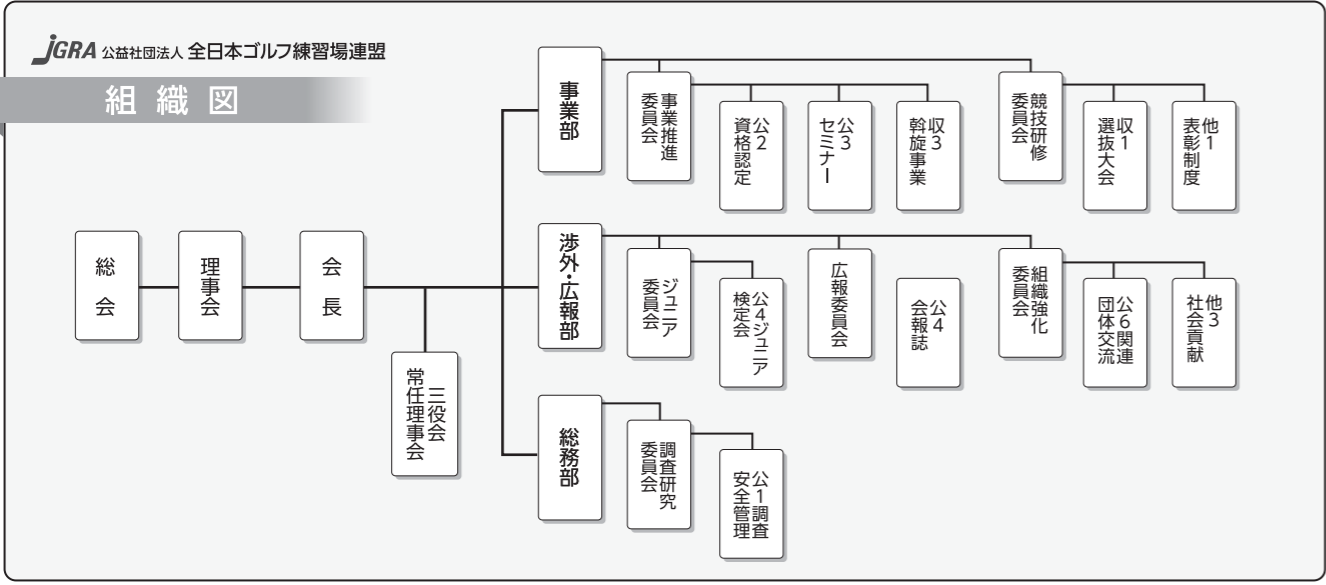 JGRA 公益社団法人 全日本ゴルフ練習場連盟
組織図
総会
理事会
会長
三役会
常任理事会
事業部
事業推進
委員会
公2
資格認定
公3
セミナー
収3
斡旋事業
競技研修
委員会
収1
選抜大会
他1
表彰制度
渉外・広報部
ジュニア
委員会
公4ジュニア
検定会
広報委員会
公4
会報誌
組織強化
委員会
公6関連
団体交流
他3
社会貢献
総務部
調査研究
委員会
公1調査
安全管理